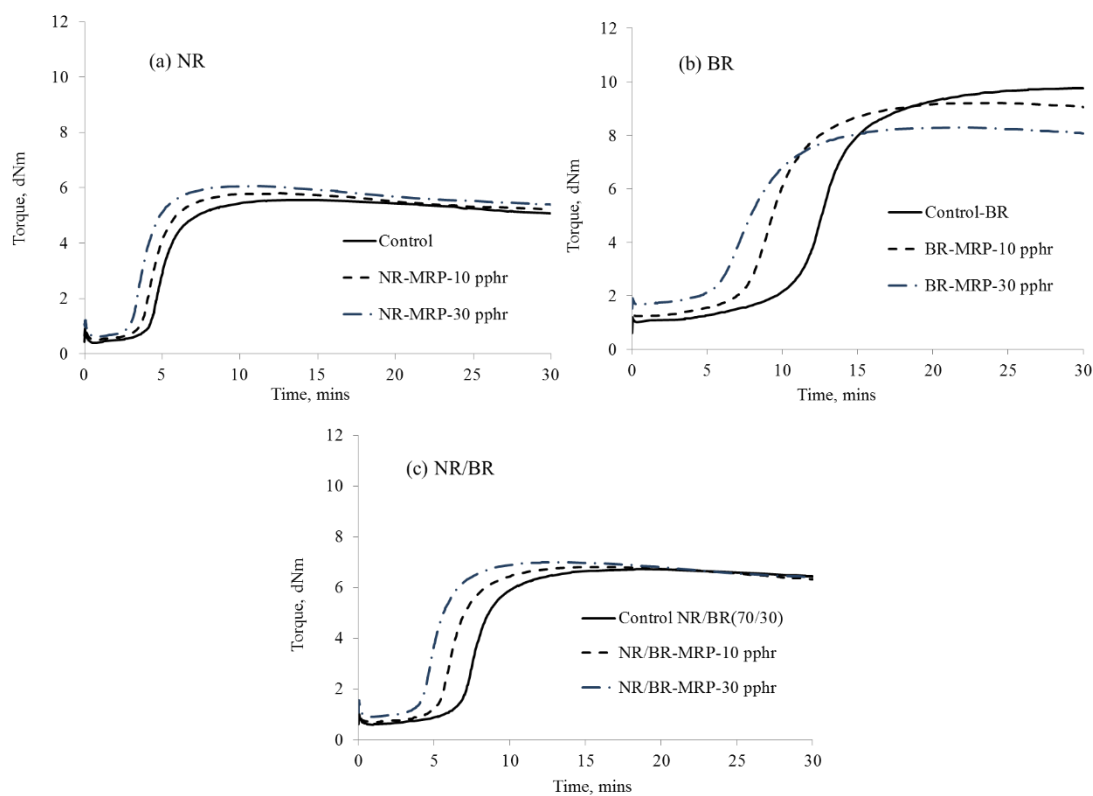 12
10
8
6
4
2
0
Torque, dNm
(a) NR
Control
NR-MRP-10 pphr
NR-MRP-30 pphr
0 5 10 15 20 25 30
Time, mins
12
10
8
6
4
2
0
Torque, dNm
(b) BR
Control-BR
BR-MRP-10 pphr
BR-MRP-30 pphr
0 5 10 15 20 25 30
Time, mins
12
10
8
6
4
2
0
Torque, dNm
(c) NR/BR
Control NR/BR(70/30)
NR/BR-MRP-10 pphr
NR/BR-MRP-30 pphr
0 5 10 15 20 25 30
Time, mins